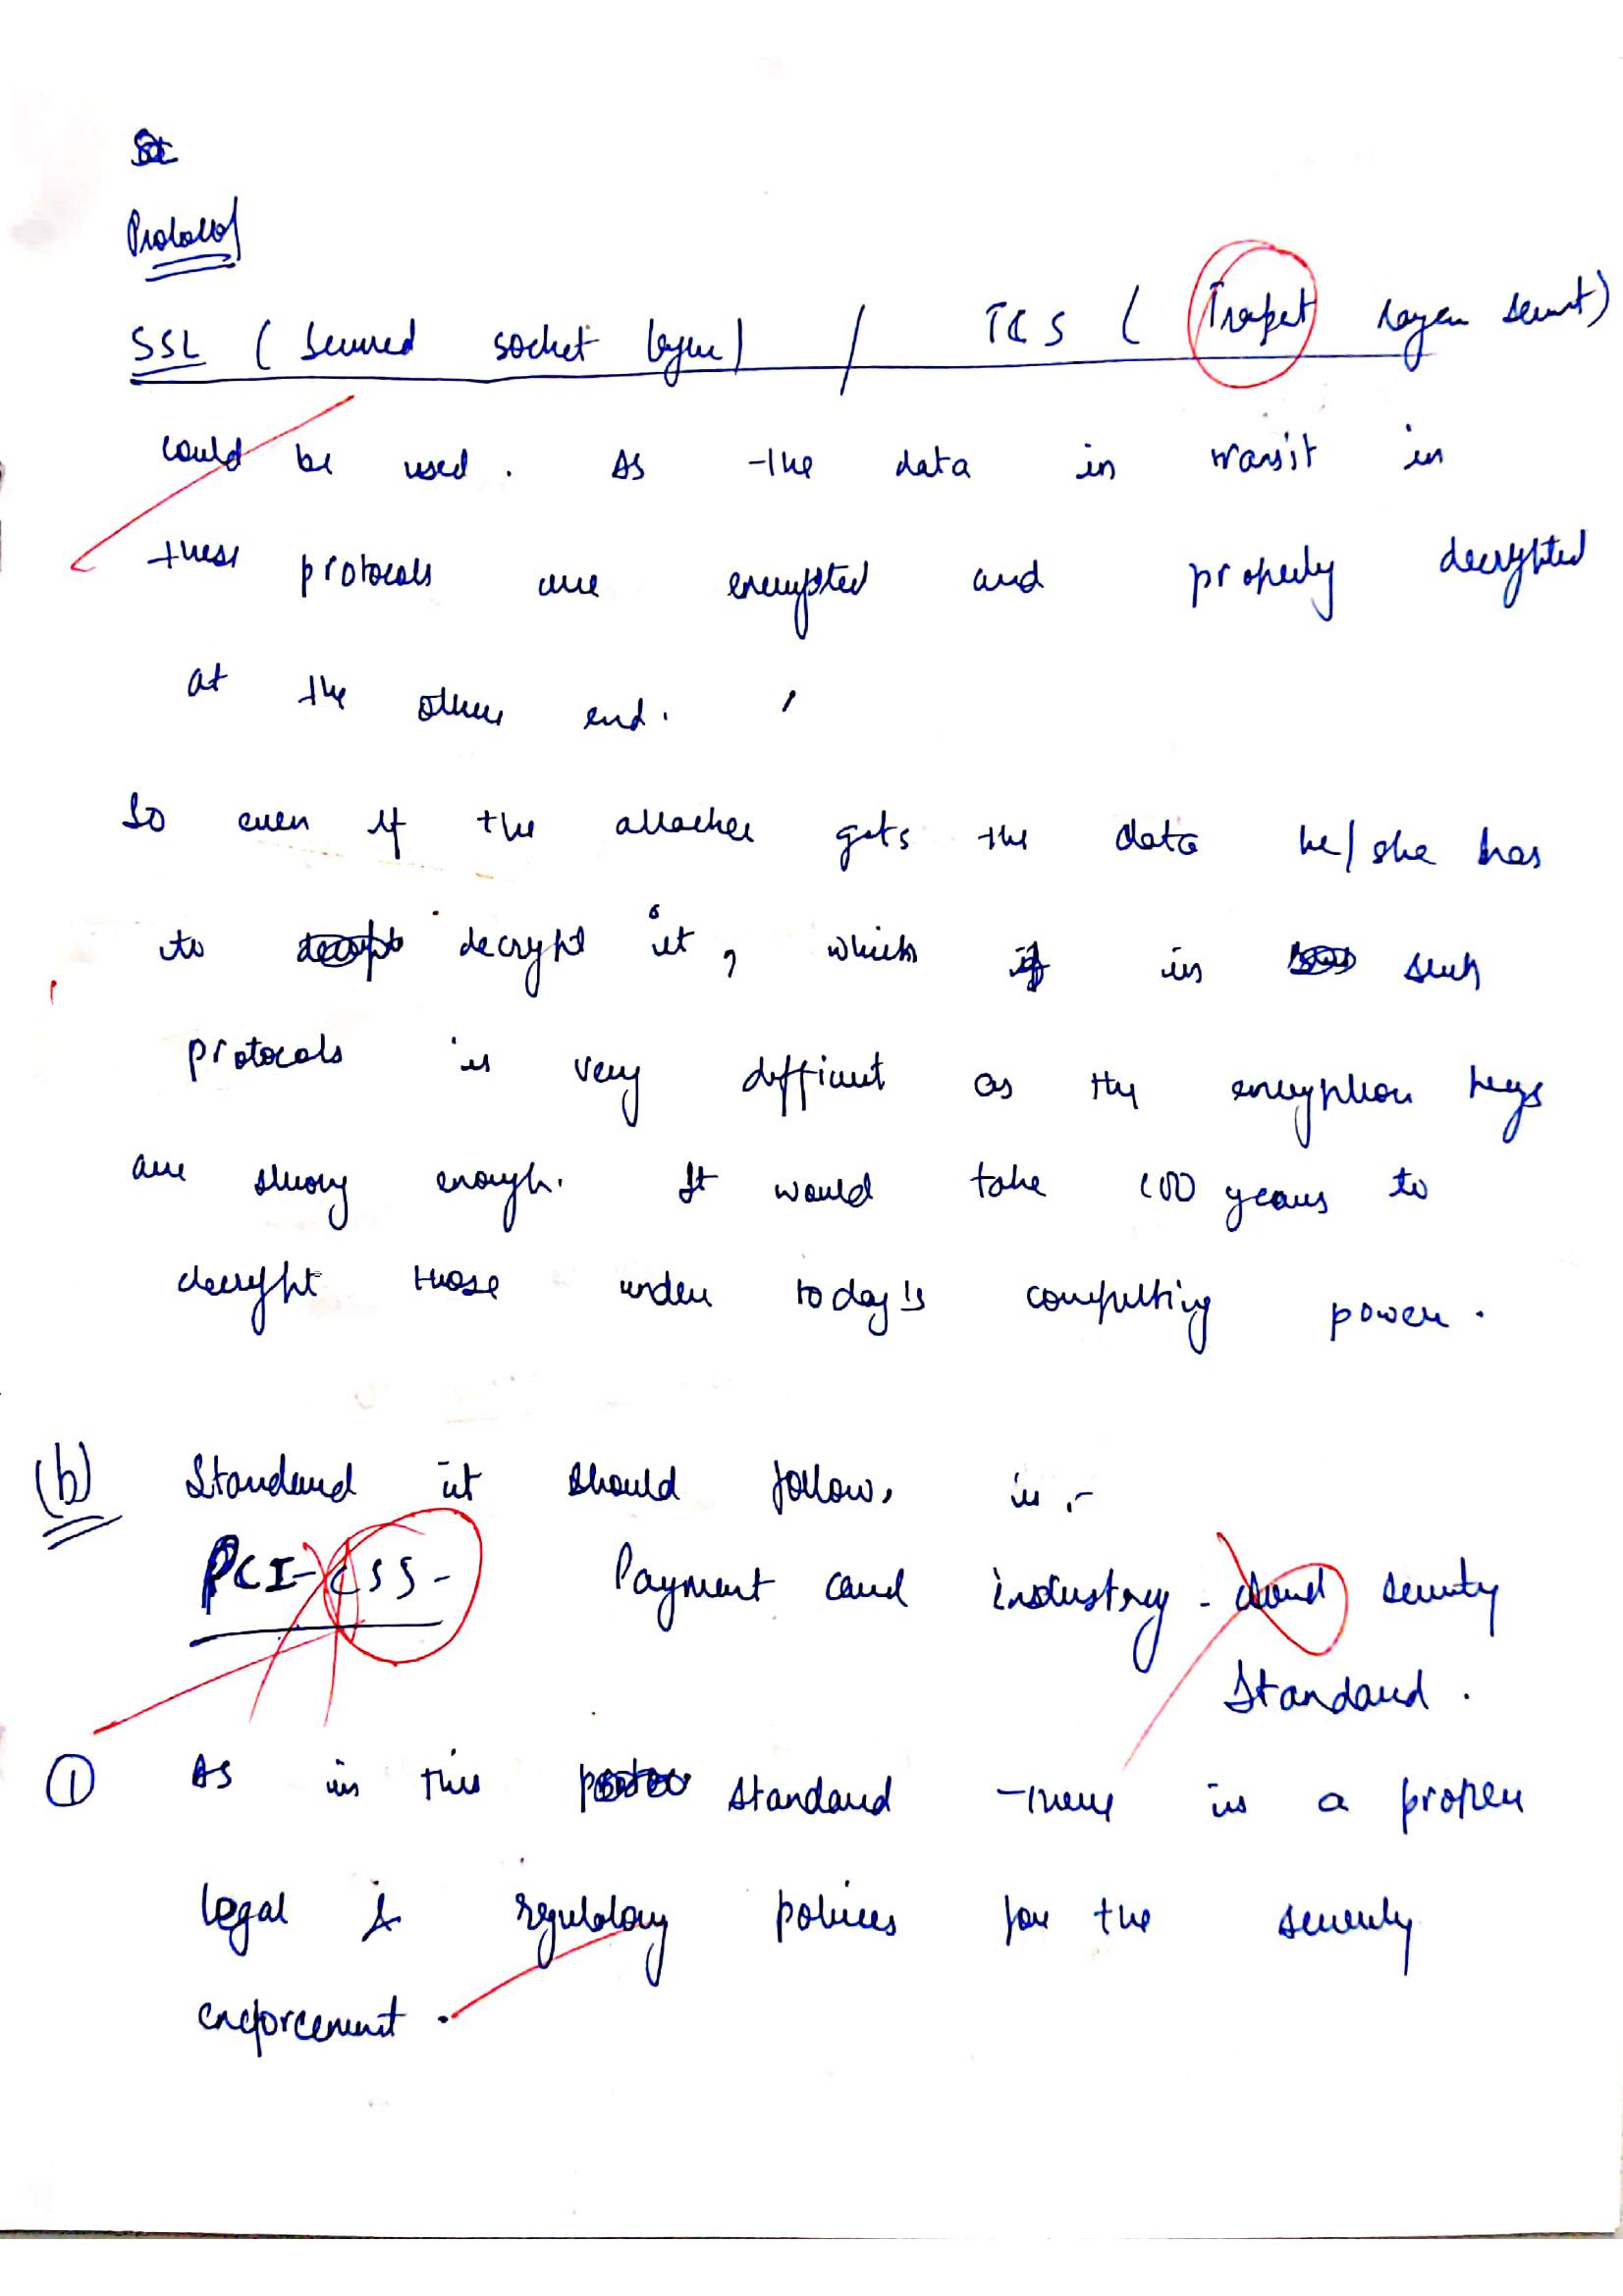 Protocol
SSL ( Secured socket layer) / TCS ( Traspet layer securt)
could be used. As the data in transit in
these protocols are encrypted and properly decrypted
at the other end.
So even if the attacker gets the data he/she has
to decrypt it, which in such
protocols is very difficut as the encryption keys
are strong enough. It would take 100 years to
decrypt those under today's computing power.
(b) Standard it should follow, is :-
PCI-CSS- Payment card industry - cloud security
Standard.
① As in this standard there is a proper
legal & regulatory policies for the security
enforcement.